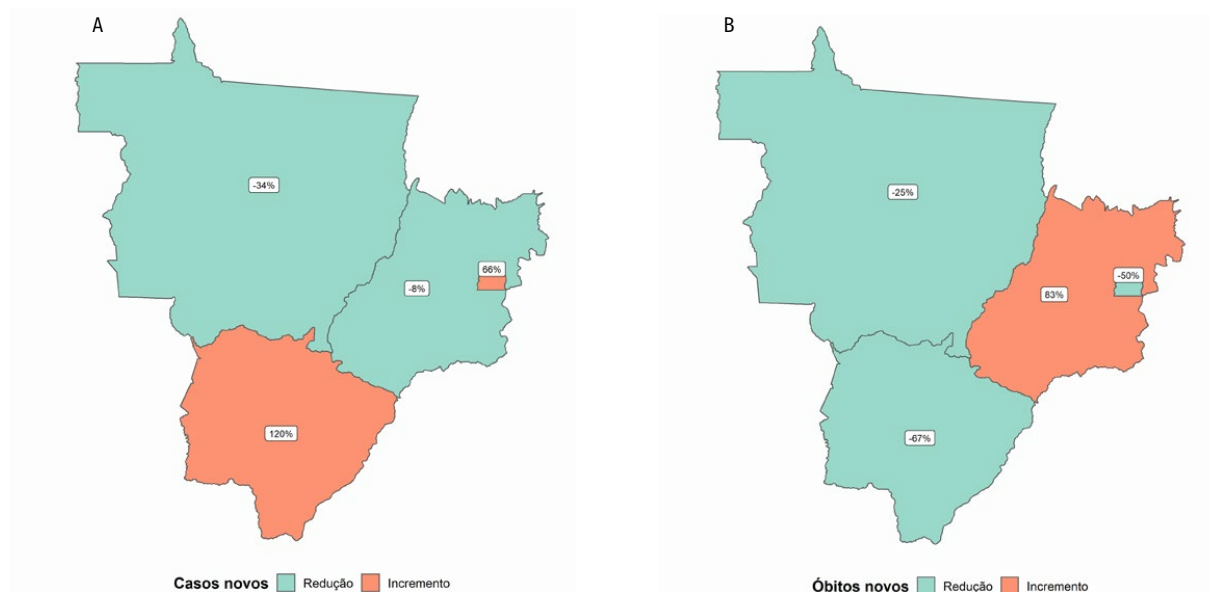 A
-34%
66%
-8%
120%
Casos novos Redução Incremento
B
-25%
-50%
83%
-67%
Óbitos novos Redução Incremento